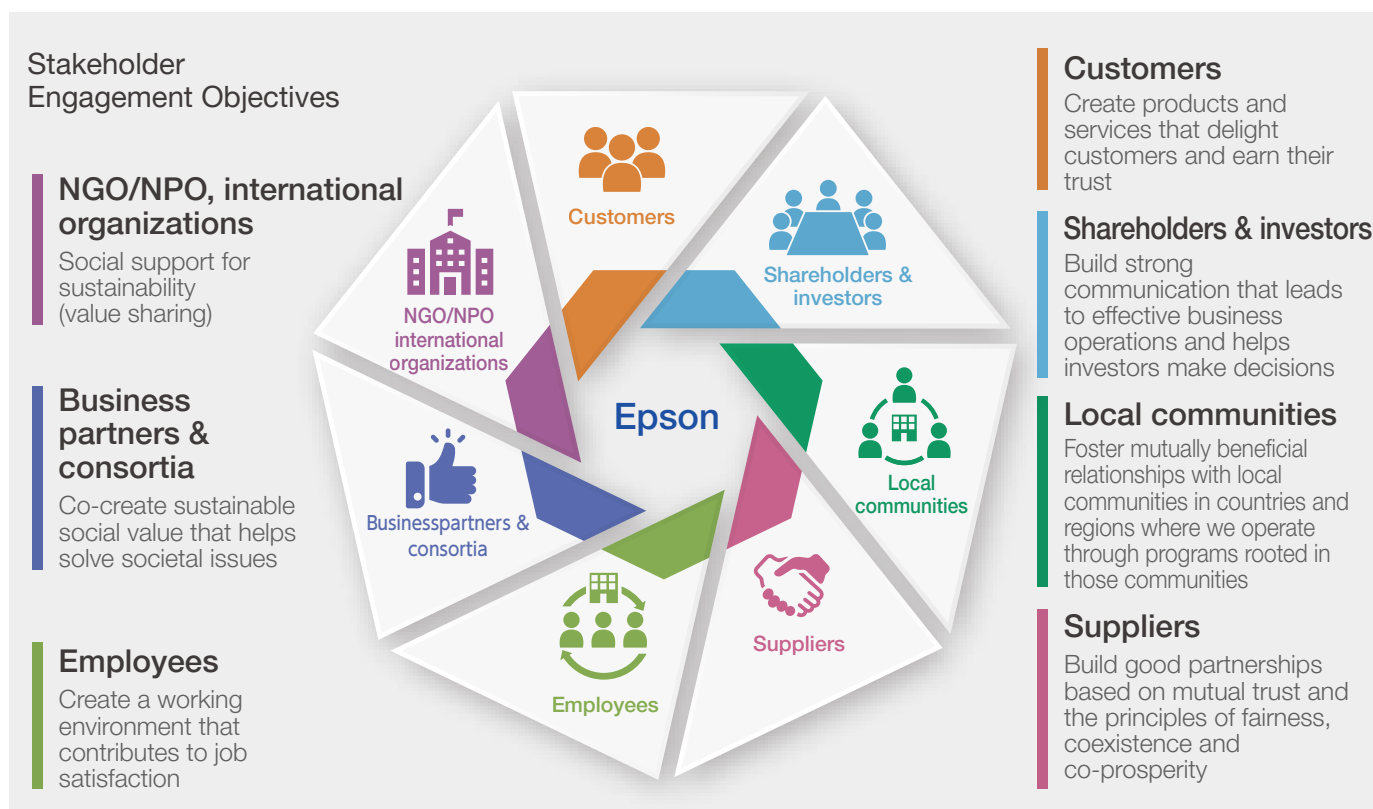 Stakeholder
Engagement Objectives
NGO/NPO, international
organizations
Social support for
sustainability
(value sharing)
Business
partners &
consortia
Co-create sustainable
social value that helps
solve societal issues
Employees
Create a working
environment that
contributes to job
satisfaction
Customers
Shareholders &
investors
NGO/NPO
international
organizations
Epson
Local
communities
Businesspartners &
consortia
Suppliers
Employees
Customers
Create products and
services that delight
customers and earn their
trust
Shareholders & investors
Build strong
communication that leads
to effective business
operations and helps
investors make decisions
Local communities
Foster mutually beneficial
relationships with local
communities in countries and
regions where we operate
through programs rooted in
those communities
Suppliers
Build good partnerships
based on mutual trust and
the principles of fairness,
coexistence and
co-prosperity